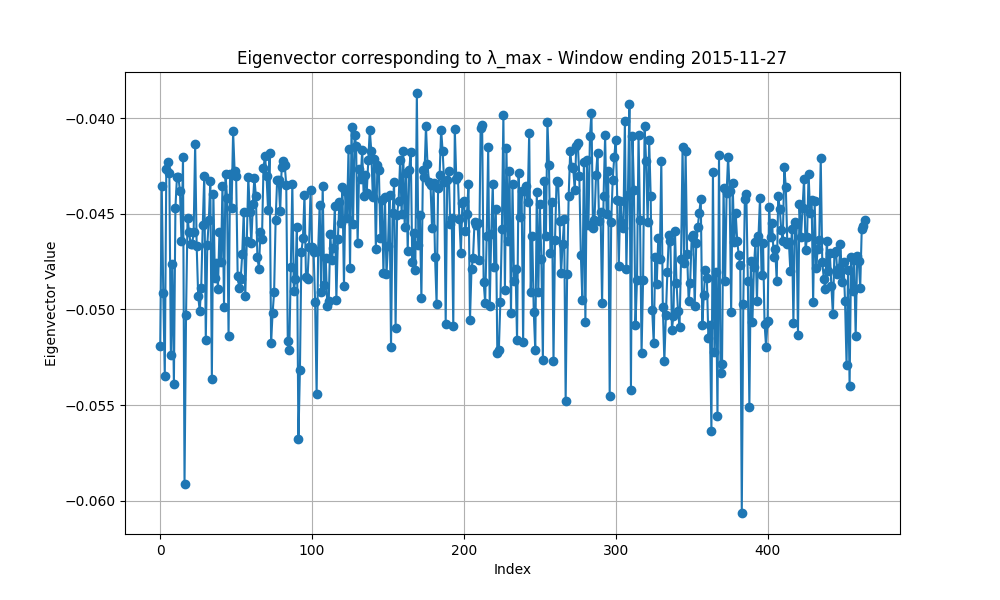 Eigenvector corresponding to λ_max - Window ending 2015-11-27
Eigenvector Value
−0.040
−0.045
−0.050
−0.055
−0.060
0 100 200 300 400
Index